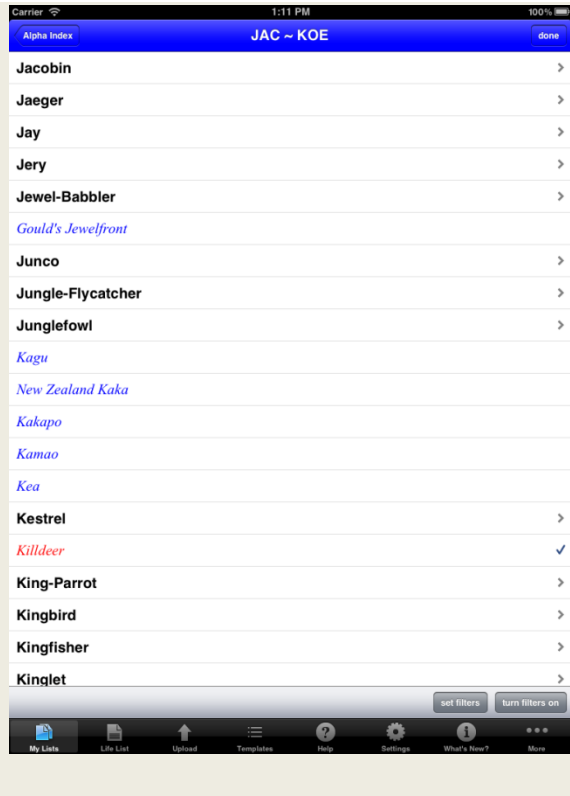 Carrier 1:11 PM 100%
Alpha Index JAC ~ KOE done
Jacobin
Jaeger
Jay
Jery
Jewel-Babbler
Gould's Jewelfront
Junco
Jungle-Flycatcher
Junglefowl
Kagu
New Zealand Kaka
Kakapo
Kamao
Kea
Kestrel
Killdeer
King-Parrot
Kingbird
Kingfisher
Kinglet
set filters turn filters on
My Lists Life List Upload Templates Help Settings What's New? More